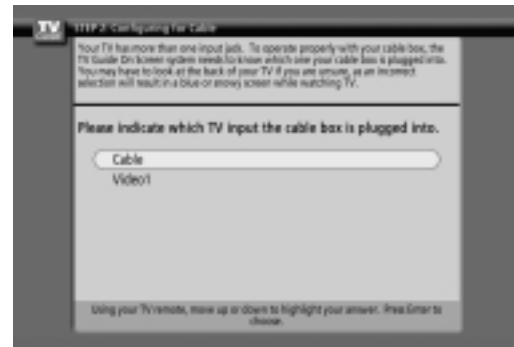 TV
STEP 2: Configuring for Cable
Your TV has more than one input jack. To operate properly with your cable box, the
TV Guide On Screen system needs to know which one your cable box is plugged into.
You may have to look at the back of your TV if you are unsure, as an incorrect
selection will result in a blue or snowy screen while watching TV.
Please indicate which TV input the cable box is plugged into.
Cable
Video1
Using your TV remote, move up or down to highlight your answer. Press Enter to
choose.